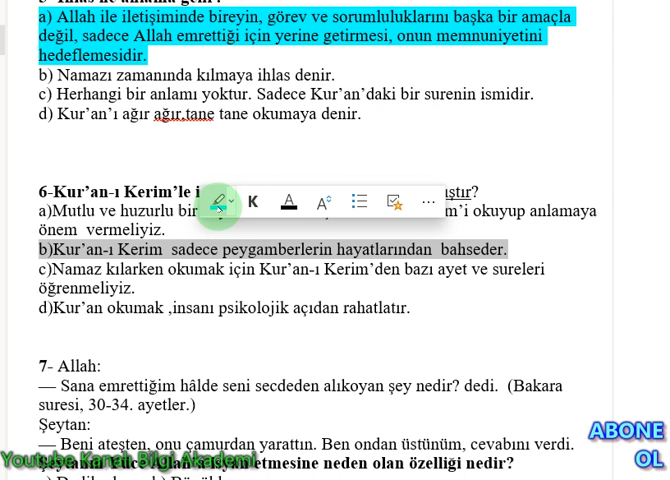 a) Allah ile iletişiminde bireyin, görev ve sorumluluklarını başka bir amaçla
değil, sadece Allah emrettiği için yerine getirmesi, onun memnuniyetini
hedeflemesidir.
b) Namazı zamanında kılmaya ihlas denir.
c) Herhangi bir anlamı yoktur. Sadece Kur’an’daki bir surenin ismidir.
d) Kur’an’ı ağır ağır,tane tane okumaya denir.
6-Kur’an-ı Kerim’le
K A A
a)Mutlu ve huzurlu bir okuyup anlamaya
önem vermeliyiz.
b)Kur’an-ı Kerim sadece peygamberlerin hayatlarından bahseder.
c)Namaz kılarken okumak için Kur’an-ı Kerim’den bazı ayet ve sureleri
öğrenmeliyiz.
d)Kur’an okumak ,insanı psikolojik açıdan rahatlatır.
7- Allah:
— Sana emrettiğim hâlde seni secdeden alıkoyan şey nedir? dedi. (Bakara
suresi, 30-34. ayetler.)
Şeytan:
— Beni ateşten, onu çamurdan yarattın. Ben ondan üstünüm, cevabını verdi.
etmesine neden olan özelliği nedir?
Youtube Kanalı Bilgi Akademi
ABONE
OL